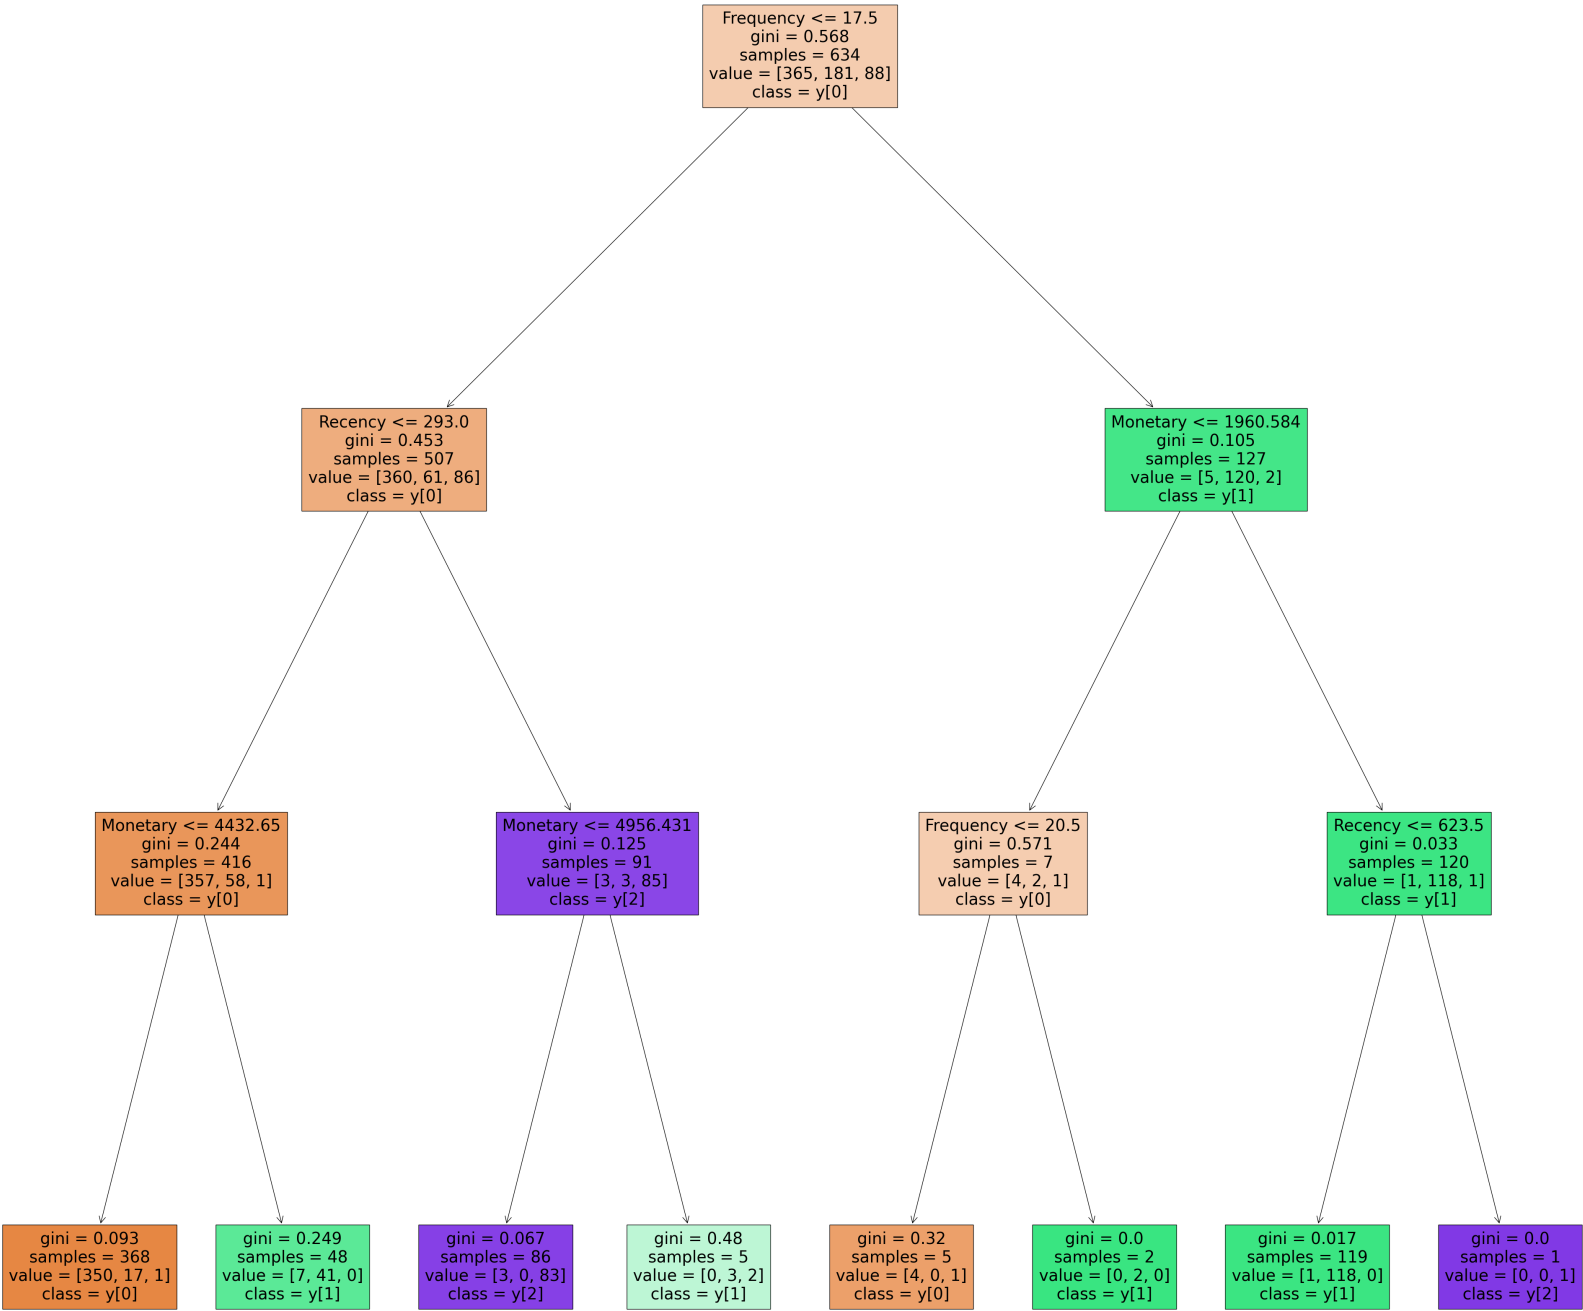 Frequency <= 17.5
gini = 0.568
samples = 634
value = [365, 181, 88]
class = y[0]
Recency <= 293.0
gini = 0.453
samples = 507
value = [360, 61, 86]
class = y[0]
Monetary <= 1960.584
gini = 0.105
samples = 127
value = [5, 120, 2]
class = y[1]
Monetary <= 4432.65
gini = 0.244
samples = 416
value = [357, 58, 1]
class = y[0]
Monetary <= 4956.431
gini = 0.125
samples = 91
value = [3, 3, 85]
class = y[2]
Frequency <= 20.5
gini = 0.571
samples = 7
value = [4, 2, 1]
class = y[0]
Recency <= 623.5
gini = 0.033
samples = 120
value = [1, 118, 1]
class = y[1]
gini = 0.093
samples = 368
value = [350, 17, 1]
class = y[0]
gini = 0.249
samples = 48
value = [7, 41, 0]
class = y[1]
gini = 0.067
samples = 86
value = [3, 0, 83]
class = y[2]
gini = 0.48
samples = 5
value = [0, 3, 2]
class = y[1]
gini = 0.32
samples = 5
value = [4, 0, 1]
class = y[0]
gini = 0.0
samples = 2
value = [0, 2, 0]
class = y[1]
gini = 0.017
samples = 119
value = [1, 118, 0]
class = y[1]
gini = 0.0
samples = 1
value = [0, 0, 1]
class = y[2]